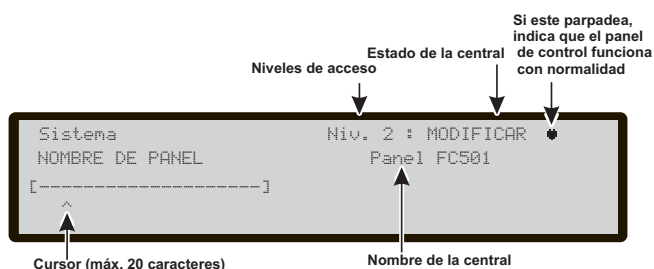 Si este parpadea,
indica que el panel
de control funciona
con normalidad
Estado de la central
Niveles de acceso
Sistema Niv. 2 : MODIFICAR
NOMBRE DE PANEL Panel FC501
[--------------------]
^
Cursor (máx. 20 caracteres)
Nombre de la central